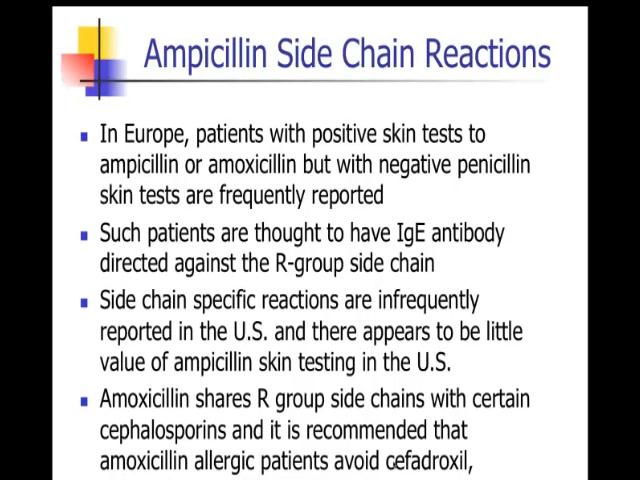 Ampicillin Side Chain Reactions
In Europe, patients with positive skin tests to
ampicillin or amoxicillin but with negative penicillin
skin tests are frequently reported
Such patients are thought to have IgE antibody
directed against the R-group side chain
Side chain specific reactions are infrequently
reported in the U.S. and there appears to be little
value of ampicillin skin testing in the U.S.
Amoxicillin shares R group side chains with certain
cephalosporins and it is recommended that
amoxicillin allergic patients avoid cefadroxil,